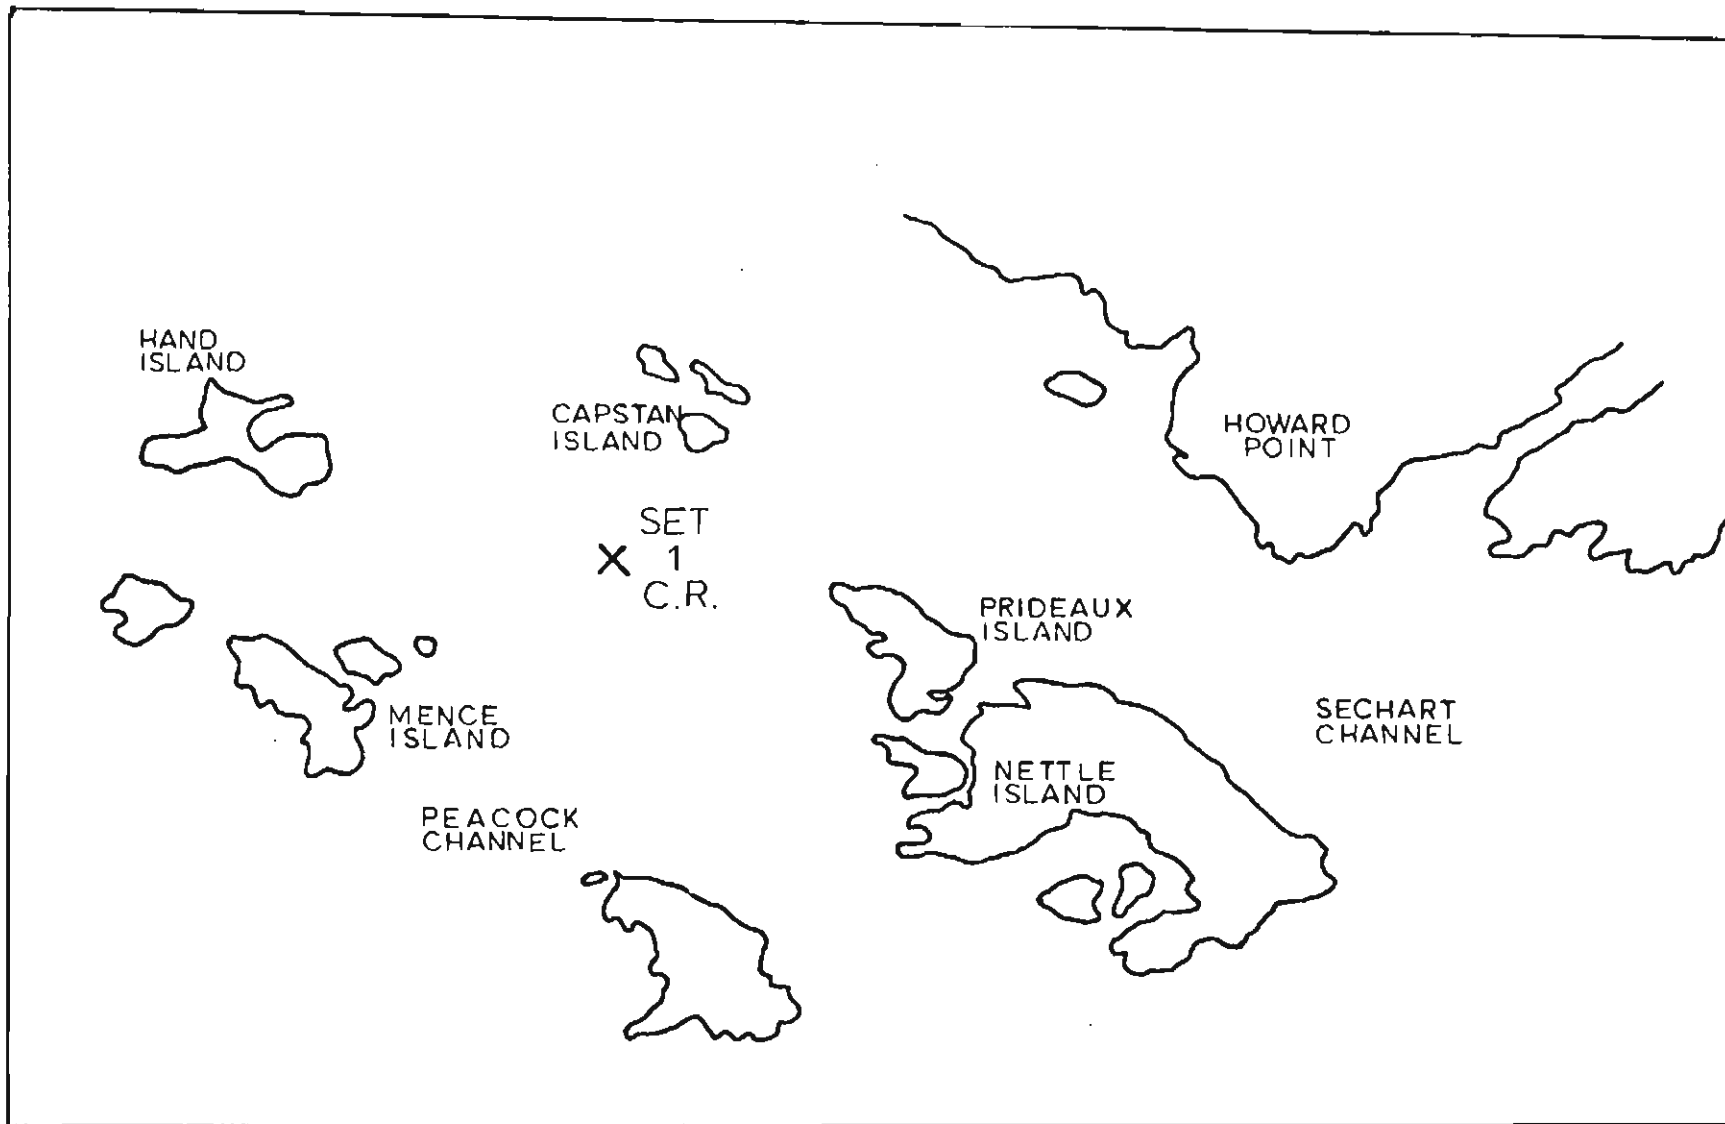 HAND
ISLAND
CAPSTAN
ISLAND
HOWARD
POINT
SET
X 1
C.R.
PRIDEAUX
ISLAND
MENCE
ISLAND
SECHART
CHANNEL
NETTLE
ISLAND
PEACOCK
CHANNEL